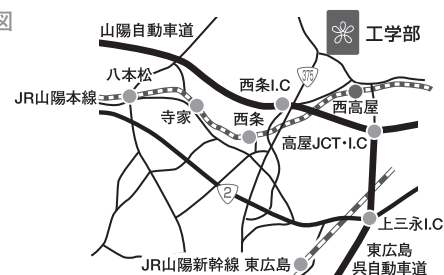 図
山陽自動車道
工学部
375
八本松
西条I.C
JR山陽本線
西高屋
寺家
西条
高屋JCT・I.C
2
上三永I.C
JR山陽新幹線 東広島
東広島
呉自動車道